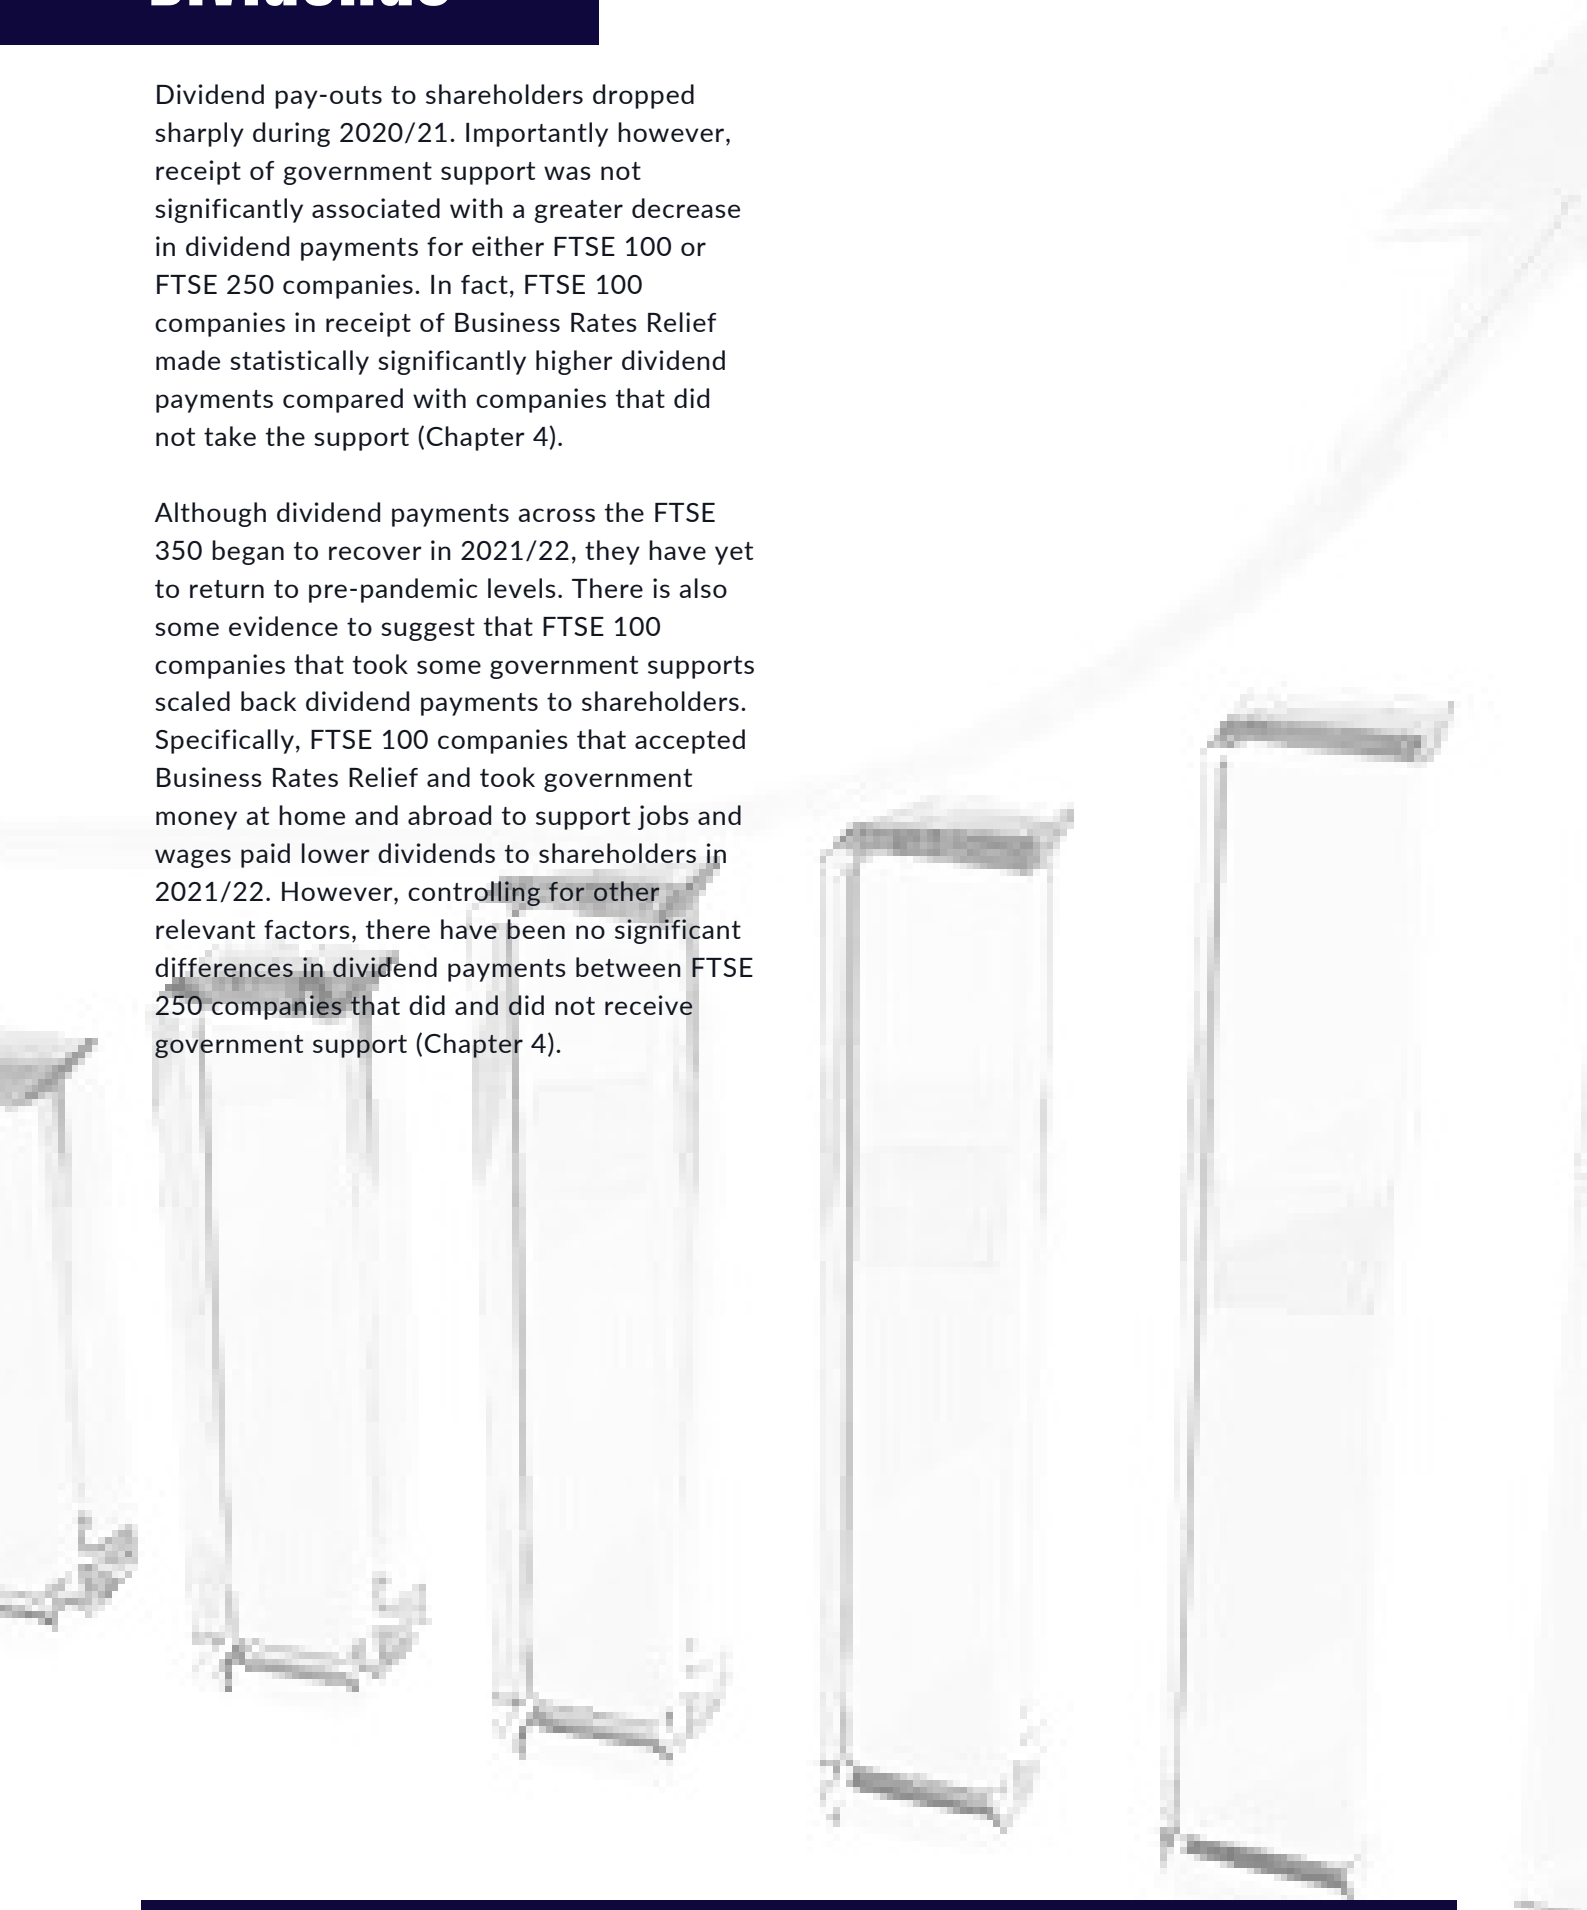 Dividends
Dividend pay-outs to shareholders dropped
sharply during 2020/21. Importantly however,
receipt of government support was not
significantly associated with a greater decrease
in dividend payments for either FTSE 100 or
FTSE 250 companies. In fact, FTSE 100
companies in receipt of Business Rates Relief
made statistically significantly higher dividend
payments compared with companies that did
not take the support (Chapter 4).
Although dividend payments across the FTSE
350 began to recover in 2021/22, they have yet
to return to pre-pandemic levels. There is also
some evidence to suggest that FTSE 100
companies that took some government supports
scaled back dividend payments to shareholders.
Specifically, FTSE 100 companies that accepted
Business Rates Relief and took government
money at home and abroad to support jobs and
wages paid lower dividends to shareholders in
2021/22. However, controlling for other
relevant factors, there have been no significant
differences in dividend payments between FTSE
250 companies that did and did not receive
government support (Chapter 4).